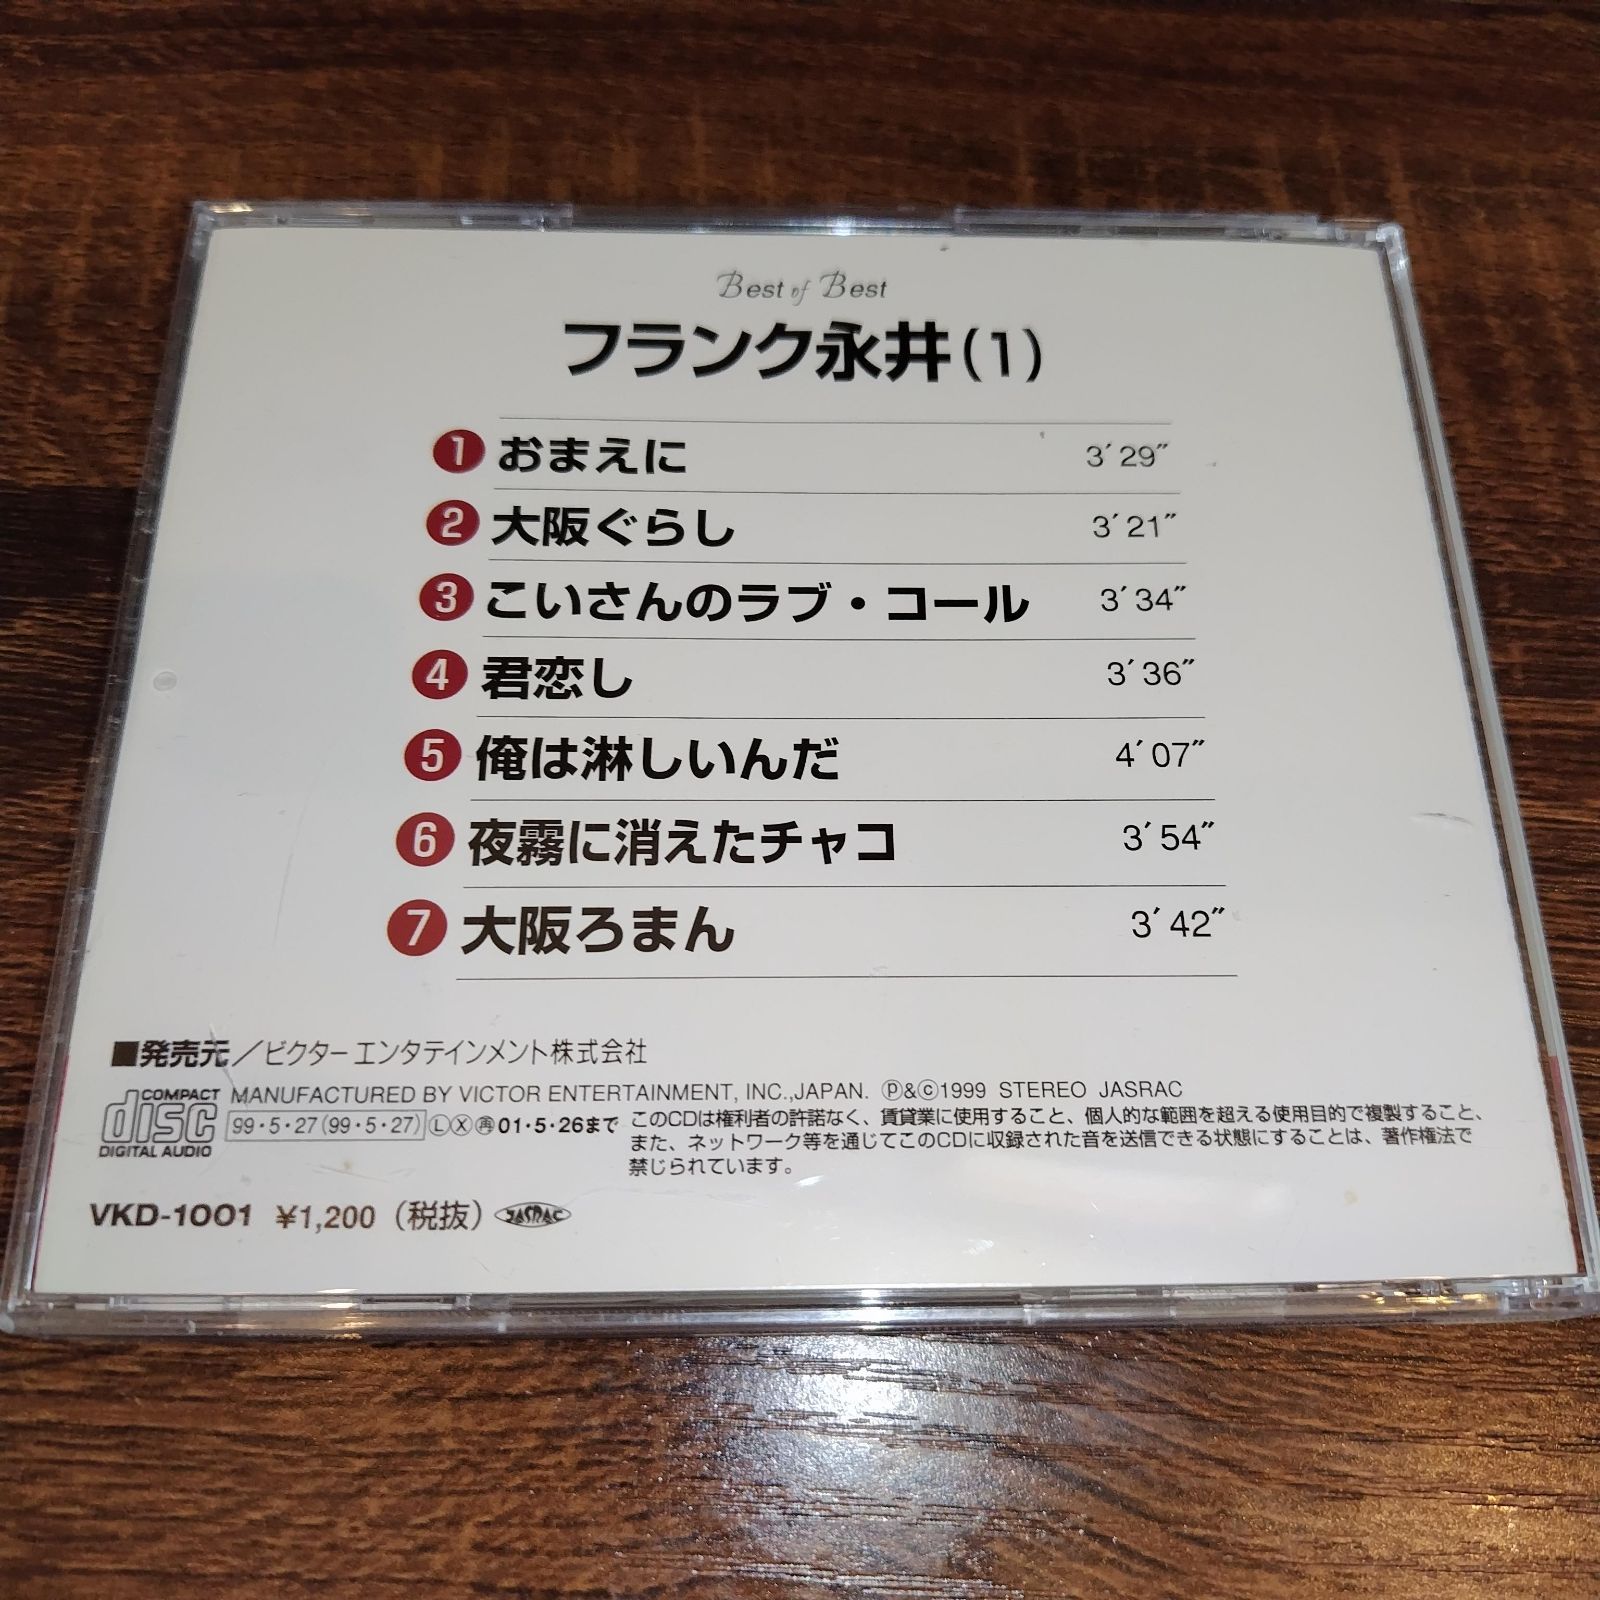 Best of Best
フランク永井(1)
1 おまえに 3′29″
2 大阪ぐらし 3′21″
3 こいさんのラブ・コール 3′34″
4 君恋し 3′36″
5 俺は淋しいんだ 4′07″
6 夜霧に消えたチャコ 3′54″
7 大阪ろまん 3′42″
■発売元/ビクターエンタテインメント株式会社
MANUFACTURED BY VICTOR ENTERTAINMENT, INC.,JAPAN. Ⓟ&Ⓒ1999 STEREO JASRAC
COMPACT
disc
DIGITAL AUDIO
99・5・27(99・5・27) Ⓛ Ⓧ ㊢ 01・5・26まで
このCDは権利者の許諾なく、賃貸業に使用すること、個人的な範囲を超える使用目的で複製すること、
また、ネットワーク等を通じてこのCDに収録された音を送信できる状態にすることは、著作権法で
禁じられています。
VKD-1001 ¥1,200(税抜) JASRAC